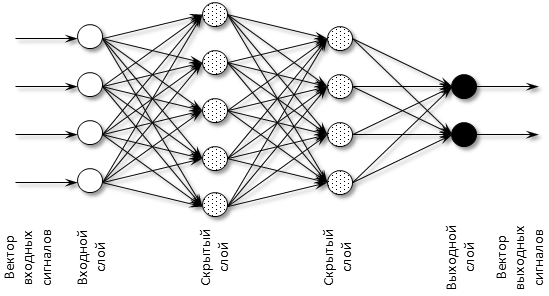 Вектор
входных
сигналов
Входной
слой
Скрытый
слой
Скрытый
слой
Выходной
слой
Вектор
выходных
сигналов